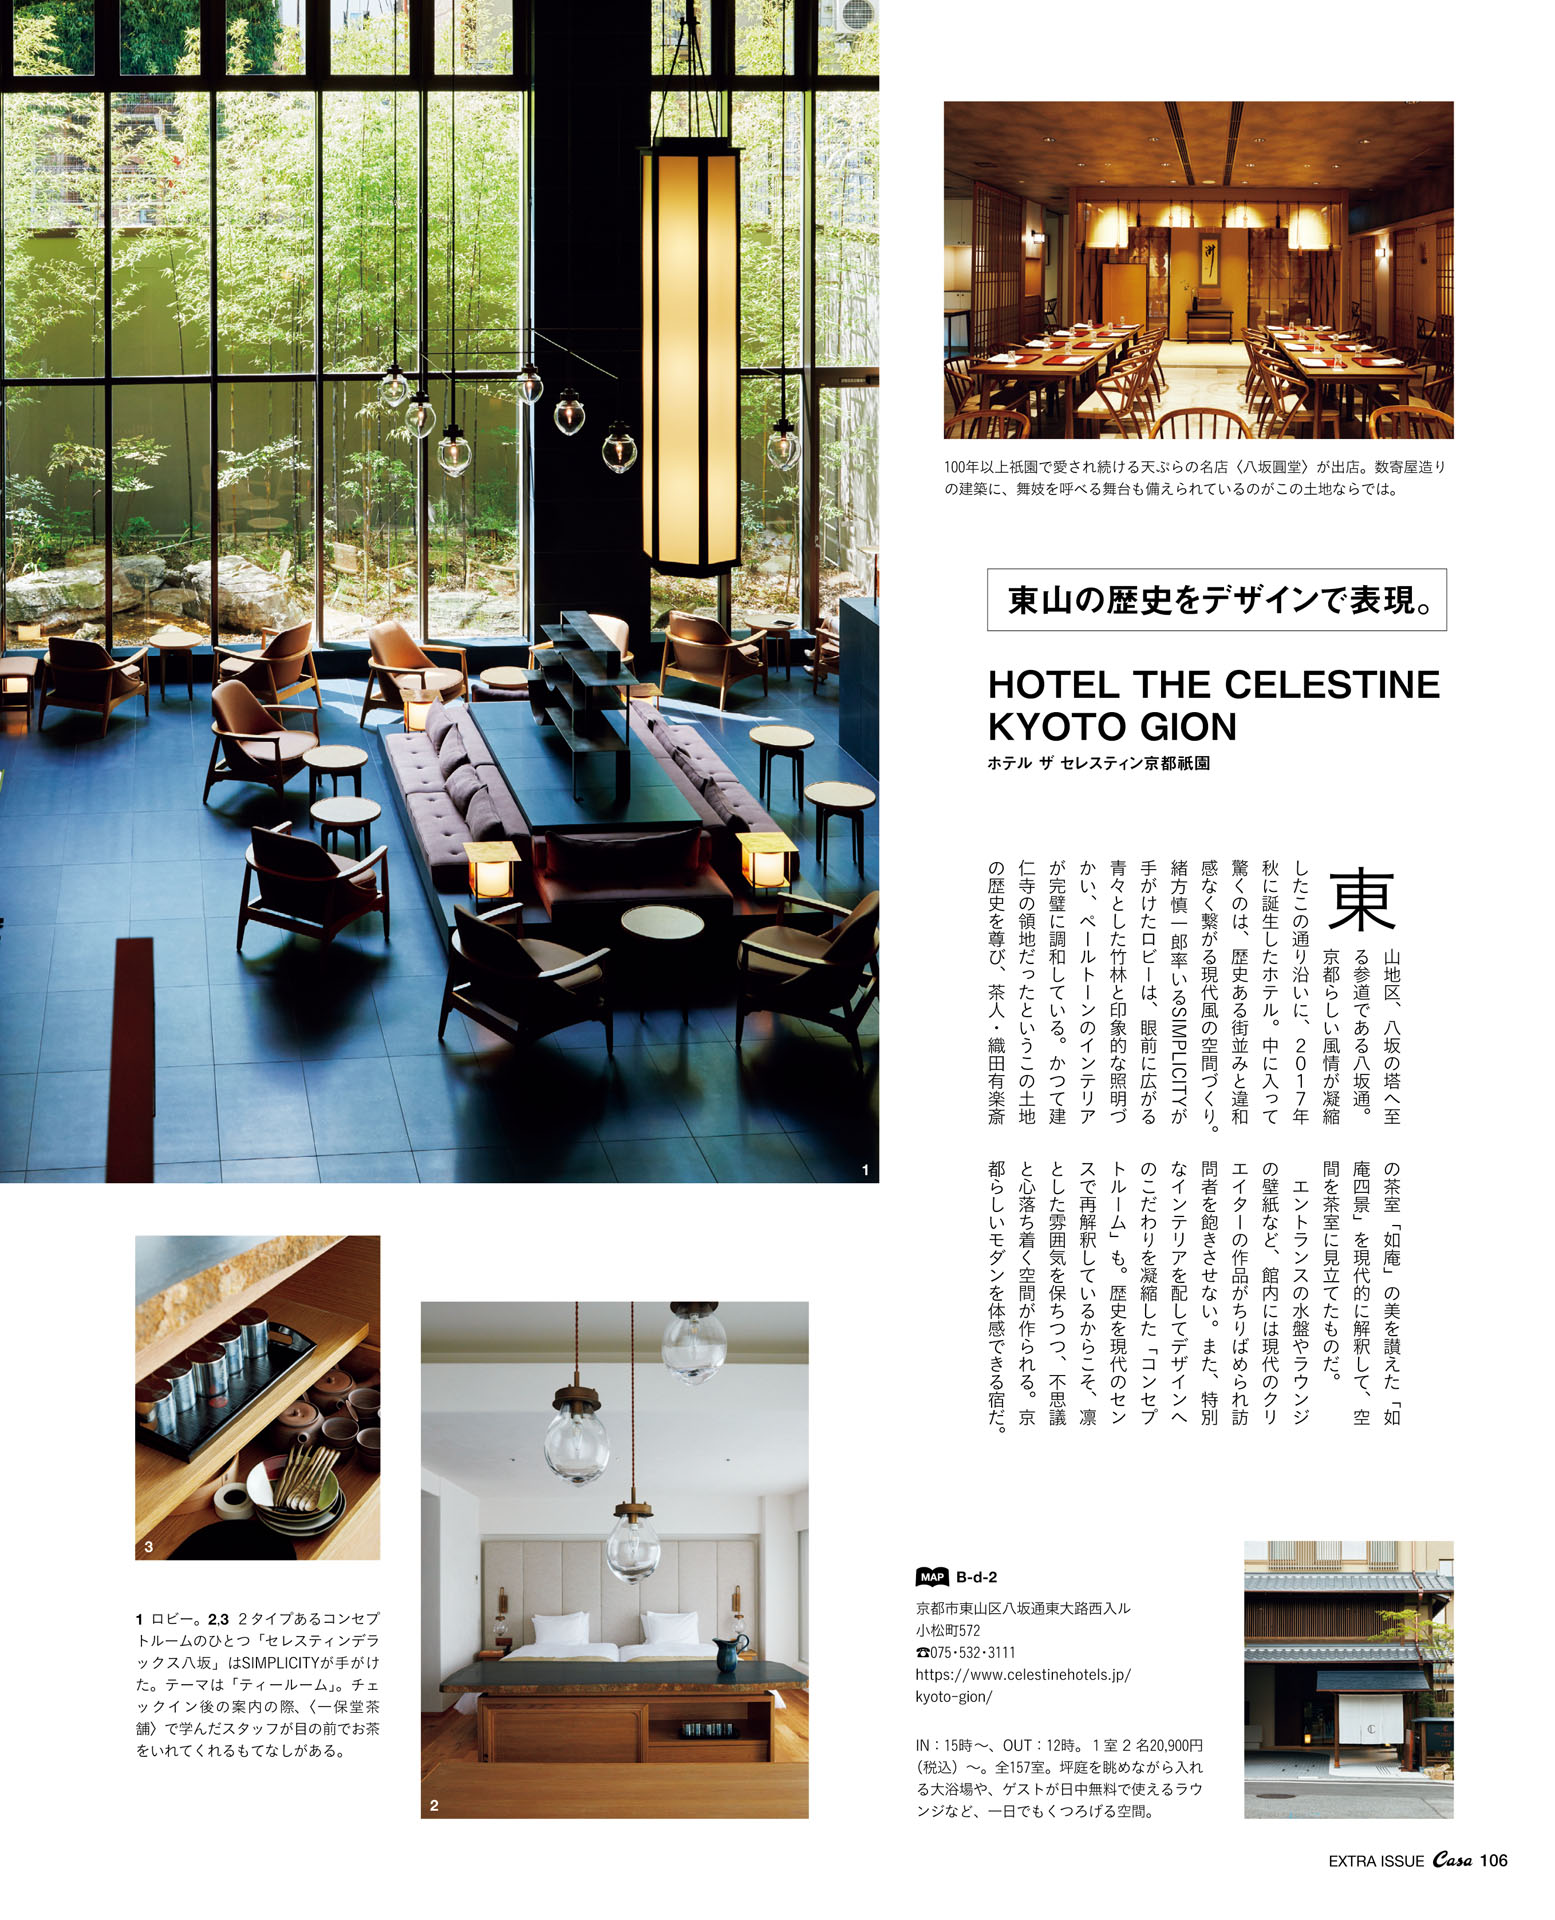 100年以上祇園で愛され続ける天ぷらの名店〈八坂圓堂〉が出店。数寄屋造り
の建築に、舞妓を呼べる舞台も備えられているのがこの土地ならでは。
東山の歴史をデザインで表現。
HOTEL THE CELESTINE
KYOTO GION
ホテル ザ セレスティン京都祇園
東
山地区、八坂の塔へ至
る参道である八坂通。
京都らしい風情が凝縮
したこの通り沿いに、2017年
秋に誕生したホテル。中に入って
驚くのは、歴史ある街並みと違和
感なく繋がる現代風の空間づくり。
緒方慎一郎率いるSIMPLICITYが
手がけたロビーは、眼前に広がる
青々とした竹林と印象的な照明づ
かい、ペールトーンのインテリア
が完璧に調和している。かつて建
仁寺の領地だったというこの土地
の歴史を尊び、茶人・織田有楽斎
の茶室「如庵」の美を讃えた「如
庵四景」を現代的に解釈して、空
間を茶室に見立てたものだ。
エントランスの水盤やラウンジ
の壁紙など、館内には現代のクリ
エイターの作品がちりばめられ訪
問者を飽きさせない。また、特別
なインテリアを配してデザインへ
のこだわりを凝縮した「コンセプ
トルーム」も。歴史を現代のセン
スで再解釈しているからこそ、凛
とした雰囲気を保ちつつ、不思議
と心落ち着く空間が作られる。京
都らしいモダンを体感できる宿だ。
1
3
2
1 ロビー。2,3 2タイプあるコンセプ
トルームのひとつ「セレスティンデラ
ックス八坂」はSIMPLICITYが手がけ
た。テーマは「ティールーム」。チェ
ックイン後の案内の際、〈一保堂茶
舗〉で学んだスタッフが目の前でお茶
をいれてくれるもてなしがある。
MAP B-d-2
京都市東山区八坂通東大路西入ル
小松町572
☎075・532・3111
https://www.celestinehotels.jp/
kyoto-gion/
IN：15時〜、OUT：12時。1室2名20,900円
（税込）〜。全157室。坪庭を眺めながら入れ
る大浴場や、ゲストが日中無料で使えるラウ
ンジなど、一日でもくつろげる空間。
EXTRA ISSUE Casa 106